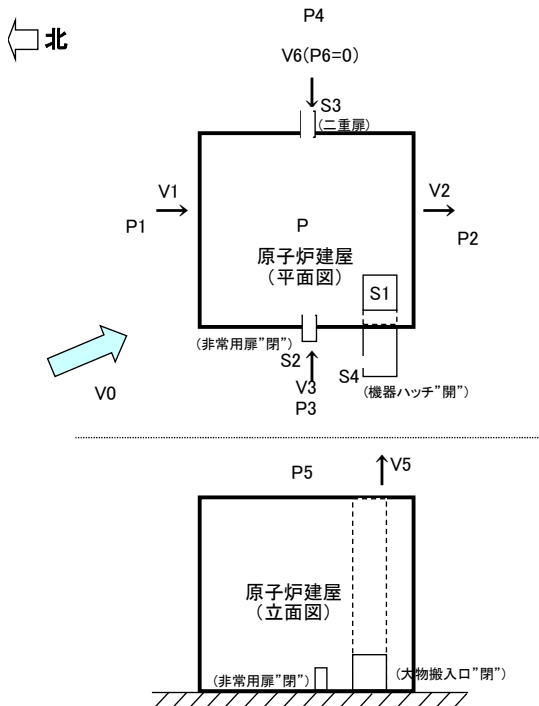 P4
北
V6(P6=0)
S3
(二重扉)
V1
V2
P1
P
P2
原子炉建屋
(平面図)
S1
(非常用扉”閉”)
S2
S4
V3
(機器ハッチ”開”)
V0
P3
P5
V5
原子炉建屋
(立面図)
(非常用扉”閉”)
(大物搬入口”閉”)